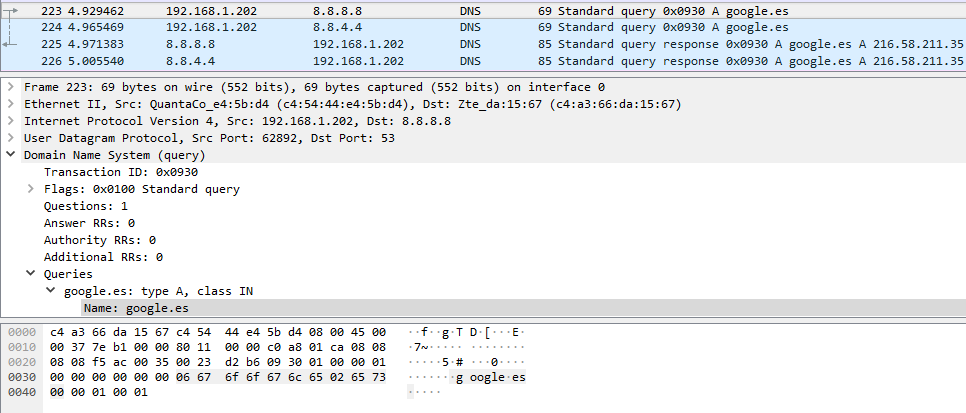 223 4.929462 192.168.1.202 8.8.8.8 DNS 69 Standard query 0x0930 A google.es
224 4.965469 192.168.1.202 8.8.4.4 DNS 69 Standard query 0x0930 A google.es
225 4.971383 8.8.8.8 192.168.1.202 DNS 85 Standard query response 0x0930 A google.es A 216.58.211.35
226 5.005540 8.8.4.4 192.168.1.202 DNS 85 Standard query response 0x0930 A google.es A 216.58.211.35
Frame 223: 69 bytes on wire (552 bits), 69 bytes captured (552 bits) on interface 0
Ethernet II, Src: QuantaCo_e4:5b:d4 (c4:54:44:e4:5b:d4), Dst: Zte_da:15:67 (c4:a3:66:da:15:67)
Internet Protocol Version 4, Src: 192.168.1.202, Dst: 8.8.8.8
User Datagram Protocol, Src Port: 62892, Dst Port: 53
Domain Name System (query)
Transaction ID: 0x0930
Flags: 0x0100 Standard query
Questions: 1
Answer RRs: 0
Authority RRs: 0
Additional RRs: 0
Queries
google.es: type A, class IN
Name: google.es
0000 c4 a3 66 da 15 67 c4 54 44 e4 5b d4 08 00 45 00 ··f··g·T D·[···E·
0010 00 37 7e b1 00 00 80 11 00 00 c0 a8 01 ca 08 08 ·7~····· ········
0020 08 08 f5 ac 00 35 00 23 d2 b6 09 30 01 00 00 01 ·····5·# ···0····
0030 00 00 00 00 00 00 06 67 6f 6f 67 6c 65 02 65 73 ·······g oogle·es
0040 00 00 01 00 01 ·····